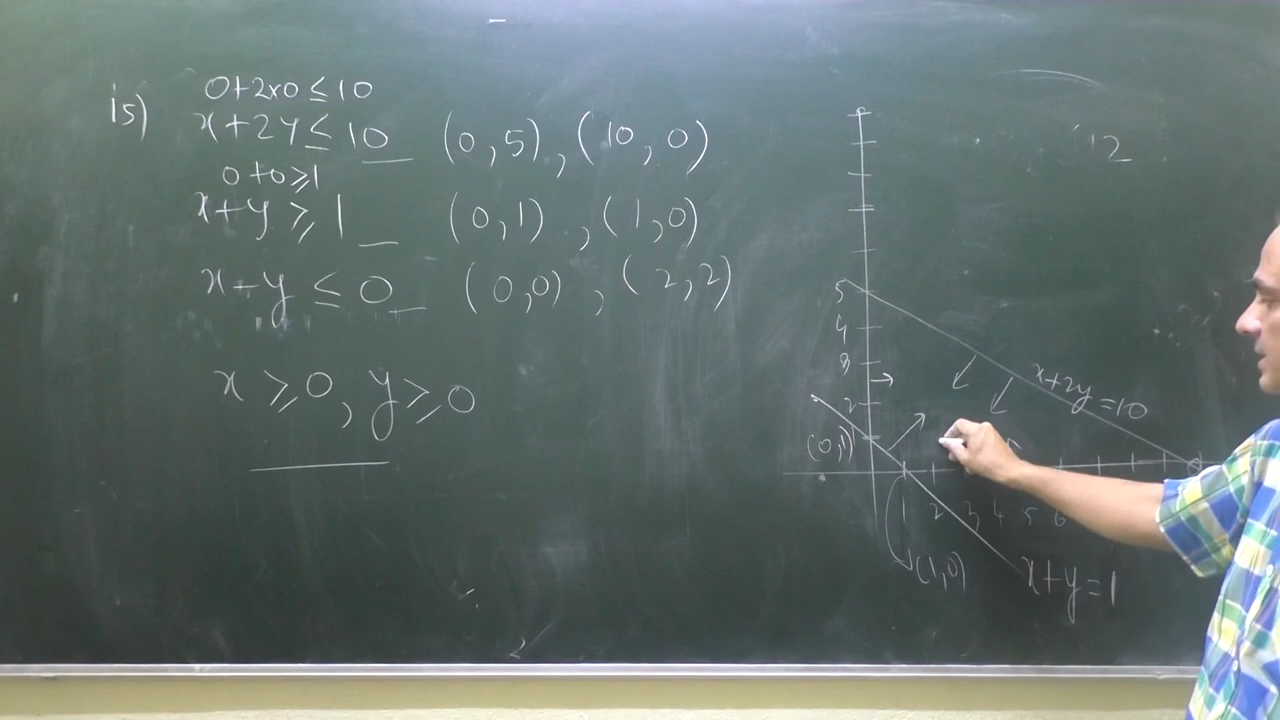 15)
0+2×0 ≤ 10
x+2y ≤ 10 (0,5), (10,0)
0+0 ≥ 1
x+y ≥ 1 (0,1), (1,0)
x-y ≤ 0 (0,0), (2,2)
x ≥ 0, y ≥ 0
12
5
4
3
2
x+2y=10
(0,1)
1 2 3 4 5 6
(1,0)
x+y=1